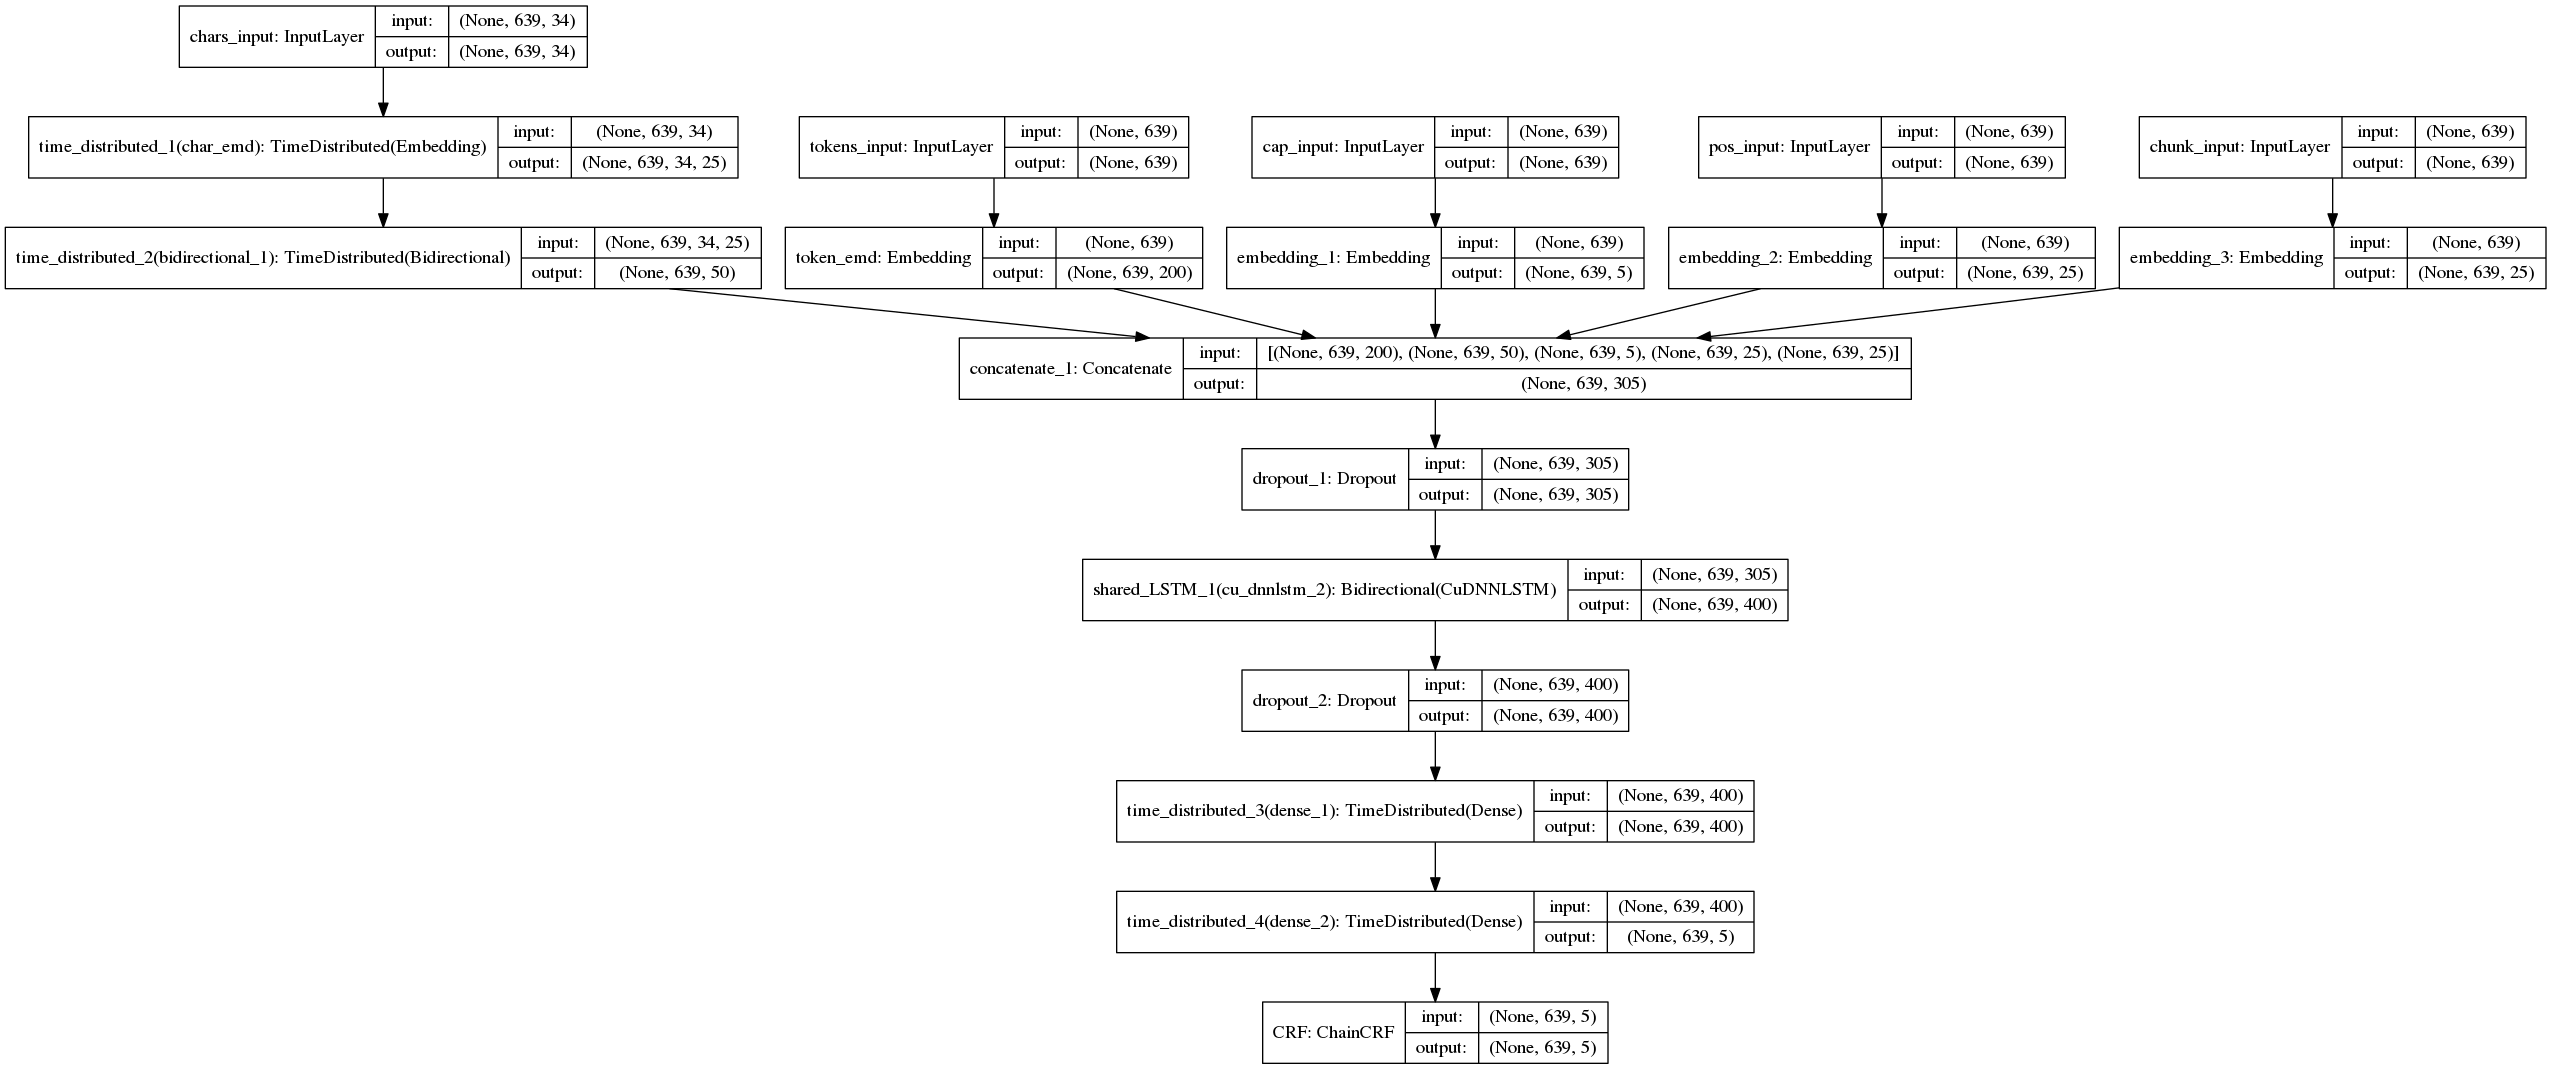 chars_input: InputLayer
input: (None, 639, 34)
output: (None, 639, 34)
time_distributed_1(char_emd): TimeDistributed(Embedding)
input: (None, 639, 34)
output: (None, 639, 34, 25)
tokens_input: InputLayer
input: (None, 639)
output: (None, 639)
cap_input: InputLayer
input: (None, 639)
output: (None, 639)
pos_input: InputLayer
input: (None, 639)
output: (None, 639)
chunk_input: InputLayer
input: (None, 639)
output: (None, 639)
time_distributed_2(bidirectional_1): TimeDistributed(Bidirectional)
input: (None, 639, 34, 25)
output: (None, 639, 50)
token_emd: Embedding
input: (None, 639)
output: (None, 639, 200)
embedding_1: Embedding
input: (None, 639)
output: (None, 639, 5)
embedding_2: Embedding
input: (None, 639)
output: (None, 639, 25)
embedding_3: Embedding
input: (None, 639)
output: (None, 639, 25)
concatenate_1: Concatenate
input: [(None, 639, 200), (None, 639, 50), (None, 639, 5), (None, 639, 25), (None, 639, 25)]
output: (None, 639, 305)
dropout_1: Dropout
input: (None, 639, 305)
output: (None, 639, 305)
shared_LSTM_1(cu_dnnlstm_2): Bidirectional(CuDNNLSTM)
input: (None, 639, 305)
output: (None, 639, 400)
dropout_2: Dropout
input: (None, 639, 400)
output: (None, 639, 400)
time_distributed_3(dense_1): TimeDistributed(Dense)
input: (None, 639, 400)
output: (None, 639, 400)
time_distributed_4(dense_2): TimeDistributed(Dense)
input: (None, 639, 400)
output: (None, 639, 5)
CRF: ChainCRF
input: (None, 639, 5)
output: (None, 639, 5)